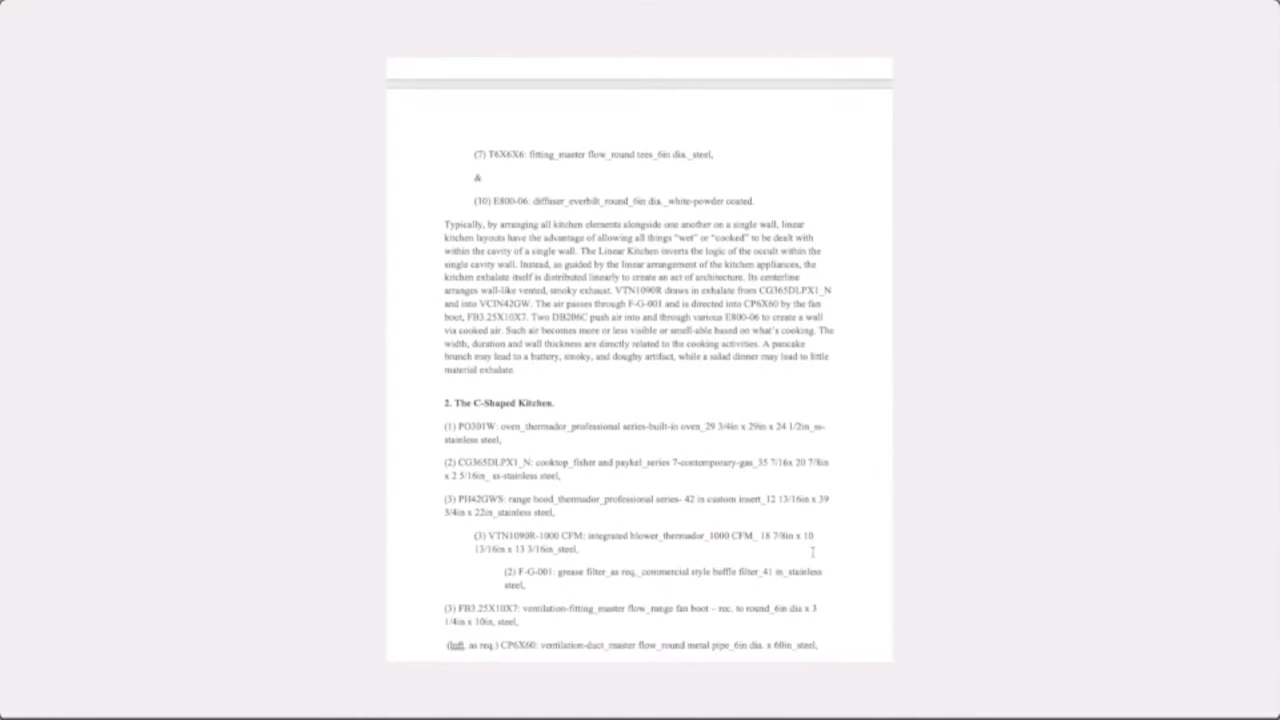 (7) T6X6X6: fitting_master flow_round tees_6in dia._steel,
&
(10) E800-06: diffuser_everbilt_round_6in dia._white-powder coated.
Typically, by arranging all kitchen elements alongside one another on a single wall, linear
kitchen layouts have the advantage of allowing all things “wet” or “cooked” to be dealt with
within the cavity of a single wall. The Linear Kitchen inverts the logic of the occult within the
single cavity wall. Instead, as guided by the linear arrangement of the kitchen appliances, the
kitchen exhalate itself is distributed linearly to create an act of architecture. Its centerline
arranges wall-like vented, smoky exhaust. VTN1090R draws in exhalate from CG365DLPX1_N
and into VCIN42GW. The air passes through F-G-001 and is directed into CP6X60 by the fan
boot, FB3.25X10X7. Two DB206C push air into and through various E800-06 to create a wall
via cooked air. Such air becomes more or less visible or smell-able based on what’s cooking. The
width, duration and wall thickness are directly related to the cooking activities. A pancake
brunch may lead to a battery, smoky, and doughy artifact, while a salad dinner may lead to little
material exhalate.
2. The C-Shaped Kitchen.
(1) PO301W: oven_thermador_professional series-built-in oven_29 3/4in x 29in x 24 1/2in_ss-
stainless steel,
(2) CG365DLPX1_N: cooktop_fisher and paykel_series 7-contemporary-gas_35 7/16x 20 7/8in
x 2 5/16in_ ss-stainless steel,
(3) PH42GWS: range hood_thermador_professional series- 42 in custom insert_12 13/16in x 39
3/4in x 22in_stainless steel,
(3) VTN1090R-1000 CFM: integrated blower_thermador_1000 CFM_ 18 7/8in x 10
13/16in x 13 3/16in_steel,
(2) F-G-001: grease filter_as req._commercial style baffle filter_41 in_stainless
steel,
(3) FB3.25X10X7: ventilation-fitting_master flow_range fan boot – rec. to round_6in dia x 3
1/4in x 10in, steel,
(loft. as req.) CP6X60: ventilation-duct_master flow_round metal pipe_6in dia. x 60in_steel,